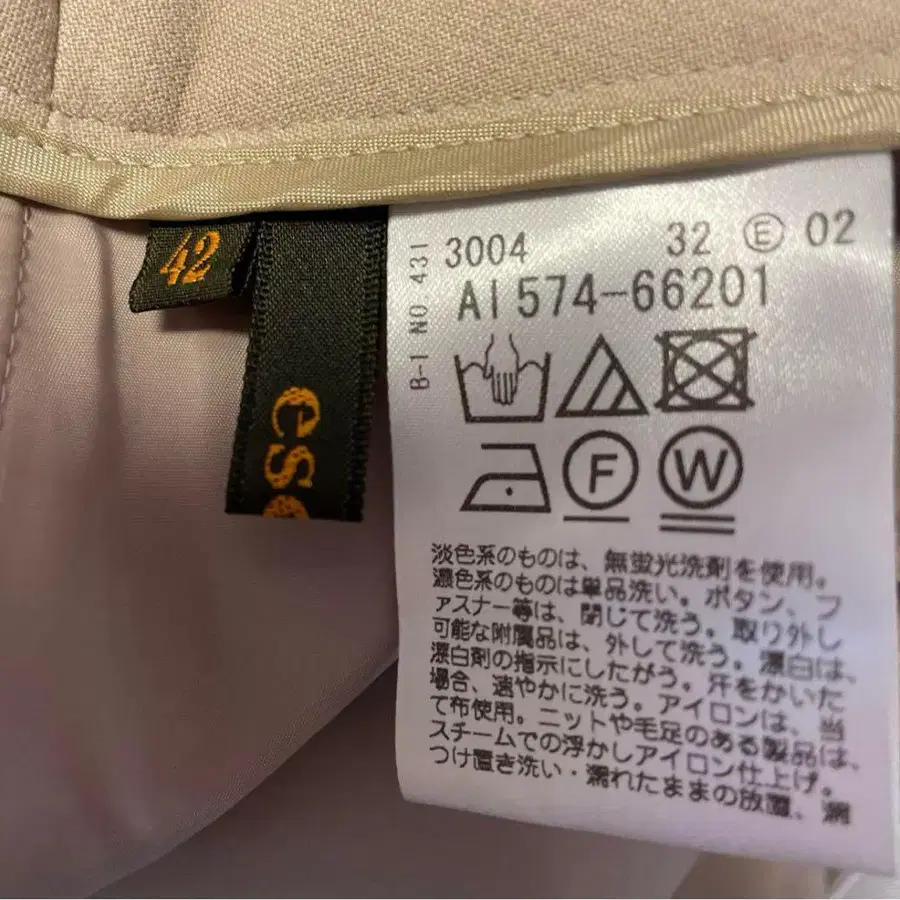 42
es
B-1 NO. 431
3004 32 E 02
AI 574-66201
F
W
淡色系のものは、無蛍光洗剤を使用。
濃色系のものは単品洗い。ボタン、フ
ァスナー等は、閉じて洗う。取り外し
可能な附属品は、外して洗う。漂白は、
漂白剤の指示にしたがう。汗をかいた
場合、速やかに洗う。アイロンは、当
て布使用。ニットや毛足のある製品は、
スチームでの浮かしアイロン仕上げ。
つけ置き洗い・濡れたままの放置、